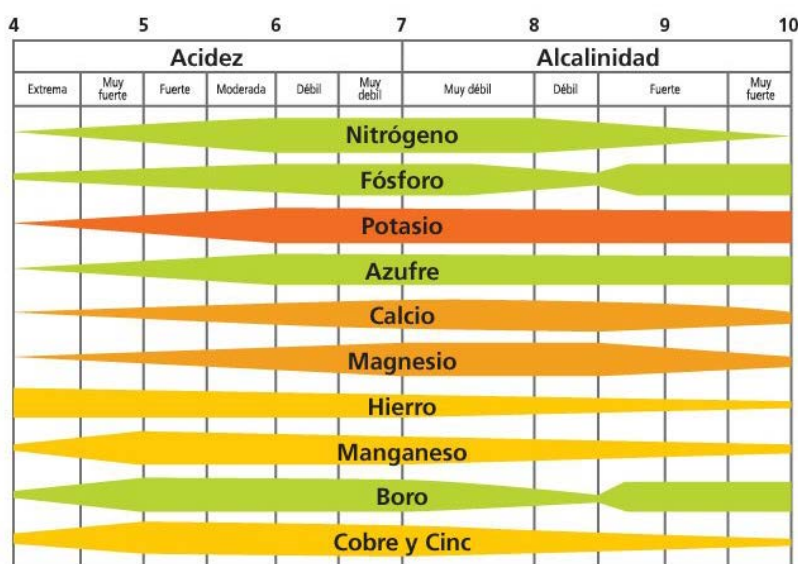 4 5 6 7 8 9 10
Acidez Alcalinidad
Extrema Muy fuerte Fuerte Moderada Débil Muy debil Muy débil Débil Fuerte Muy fuerte
Nitrógeno
Fósforo
Potasio
Azufre
Calcio
Magnesio
Hierro
Manganeso
Boro
Cobre y Cinc